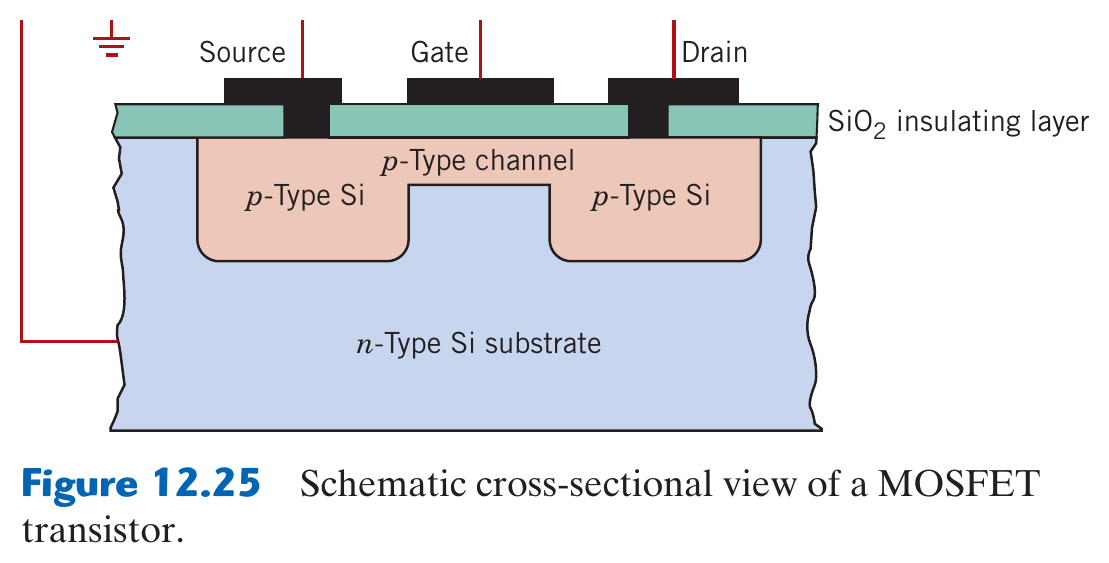 Source
Gate
Drain
SiO₂ insulating layer
p-Type channel
p-Type Si
p-Type Si
n-Type Si substrate
Figure 12.25 Schematic cross-sectional view of a MOSFET
transistor.